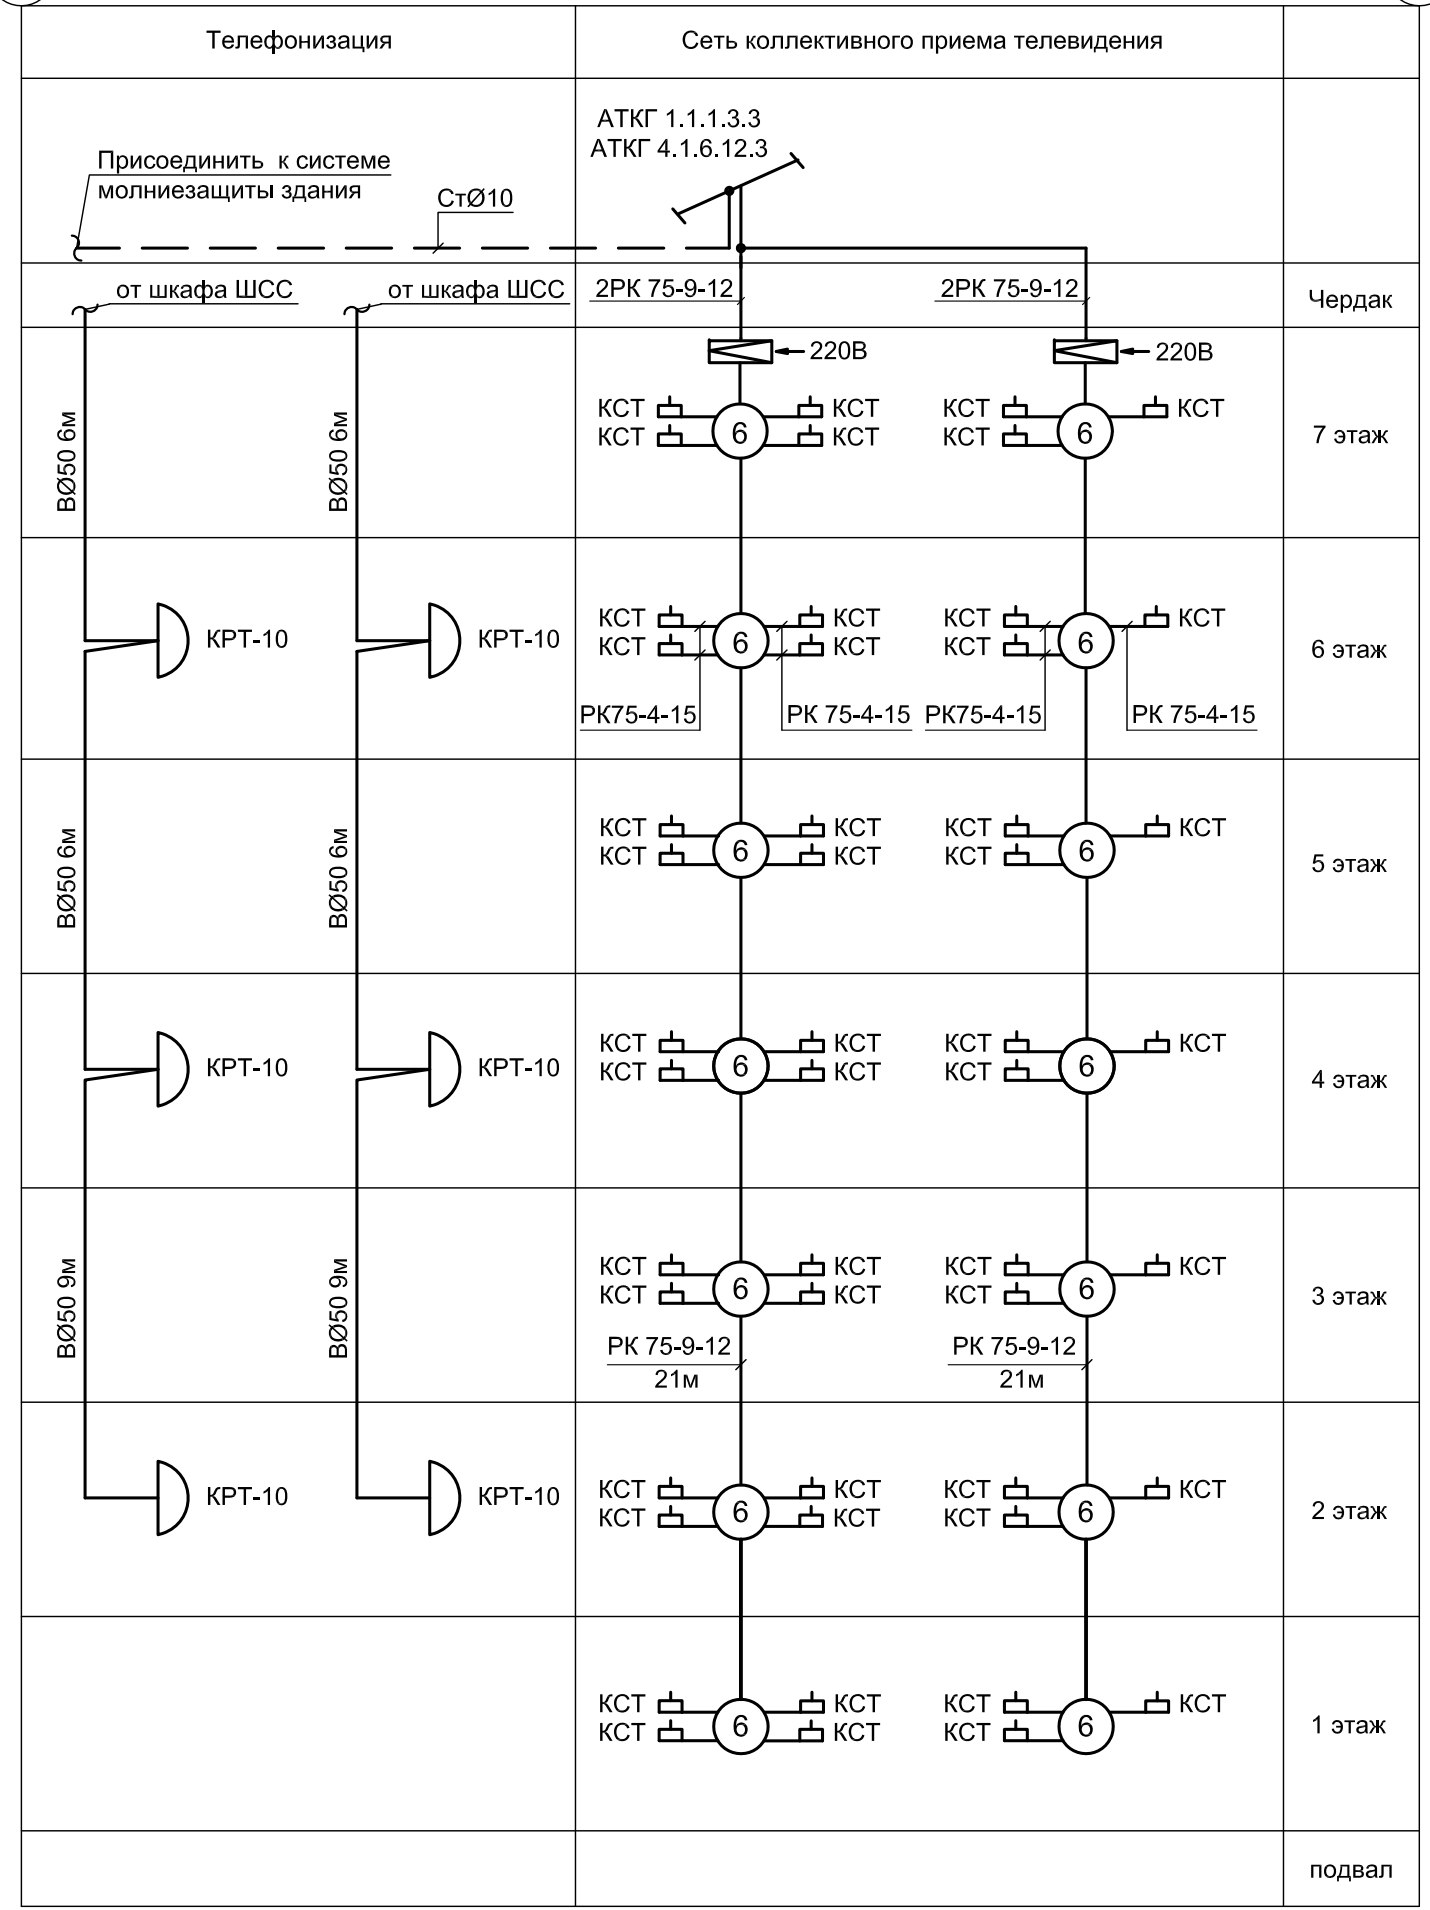 Телефонизация
Сеть коллективного приема телевидения
АТКГ 1.1.1.3.3
АТКГ 4.1.6.12.3
Присоединить к системе
молниезащиты здания
СтØ10
от шкафа ШСС
от шкафа ШСС
2РК 75-9-12
2РК 75-9-12
Чердак
220В
220В
ВØ50 6м
ВØ50 6м
КСТ
КСТ
КСТ
КСТ
6
КСТ
КСТ
КСТ
6
7 этаж
КРТ-10
КРТ-10
КСТ
КСТ
КСТ
КСТ
6
КСТ
КСТ
КСТ
6
6 этаж
РК75-4-15
РК 75-4-15
РК75-4-15
РК 75-4-15
ВØ50 6м
ВØ50 6м
КСТ
КСТ
КСТ
КСТ
6
КСТ
КСТ
КСТ
6
5 этаж
КРТ-10
КРТ-10
КСТ
КСТ
КСТ
КСТ
6
КСТ
КСТ
КСТ
6
4 этаж
ВØ50 9м
ВØ50 9м
КСТ
КСТ
КСТ
КСТ
6
КСТ
КСТ
КСТ
6
3 этаж
РК 75-9-12
21м
РК 75-9-12
21м
КРТ-10
КРТ-10
КСТ
КСТ
КСТ
КСТ
6
КСТ
КСТ
КСТ
6
2 этаж
КСТ
КСТ
КСТ
КСТ
6
КСТ
КСТ
КСТ
6
1 этаж
подвал